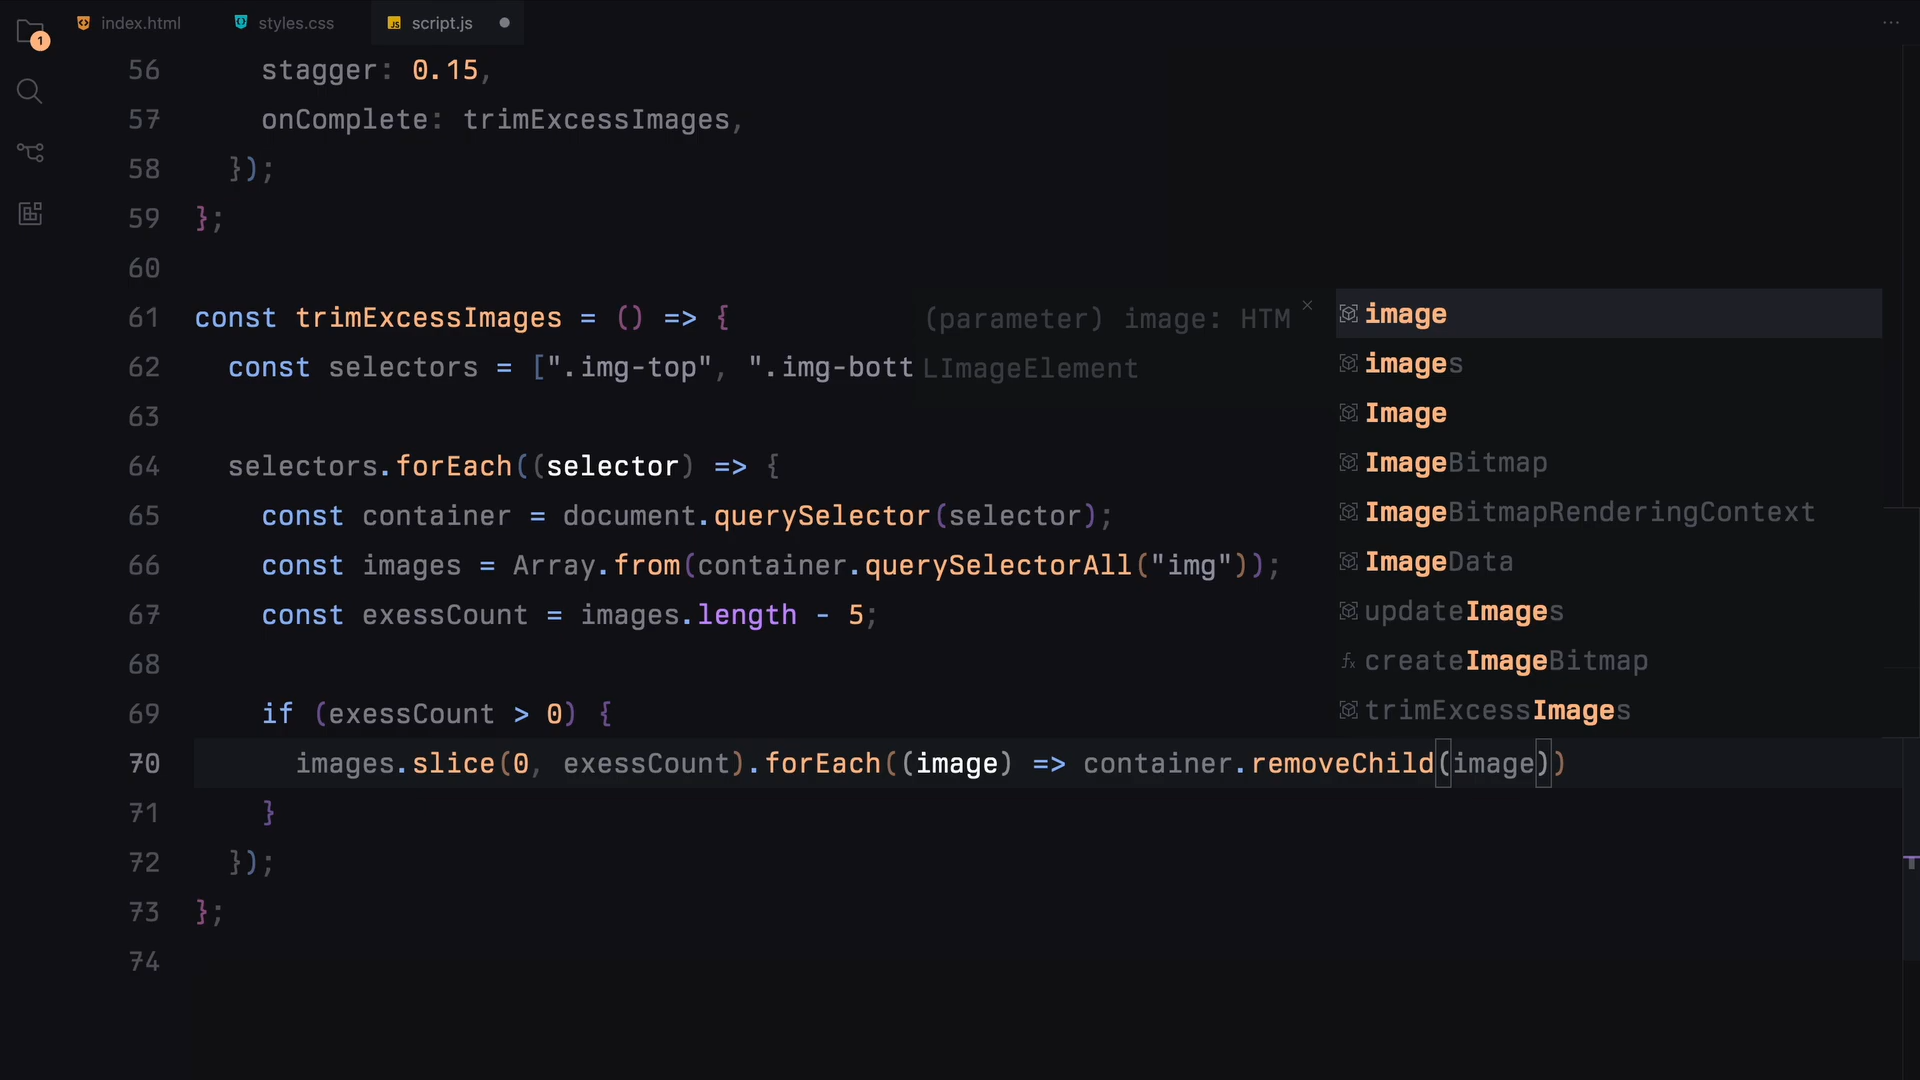 1
index.html
styles.css
JS script.js
56 stagger: 0.15,
57 onComplete: trimExcessImages,
58 });
59 };
60
61 const trimExcessImages = () => {
62 const selectors = [".img-top", ".img-bott
63
64 selectors.forEach((selector) => {
65 const container = document.querySelector(selector);
66 const images = Array.from(container.querySelectorAll("img"));
67 const exessCount = images.length - 5;
68
69 if (exessCount > 0) {
70 images.slice(0, exessCount).forEach((image) => container.removeChild(image))
71 }
72 });
73 };
74
(parameter) image: HTM
LImageElement
image
images
Image
ImageBitmap
ImageBitmapRenderingContext
ImageData
updateImages
createImageBitmap
trimExcessImages